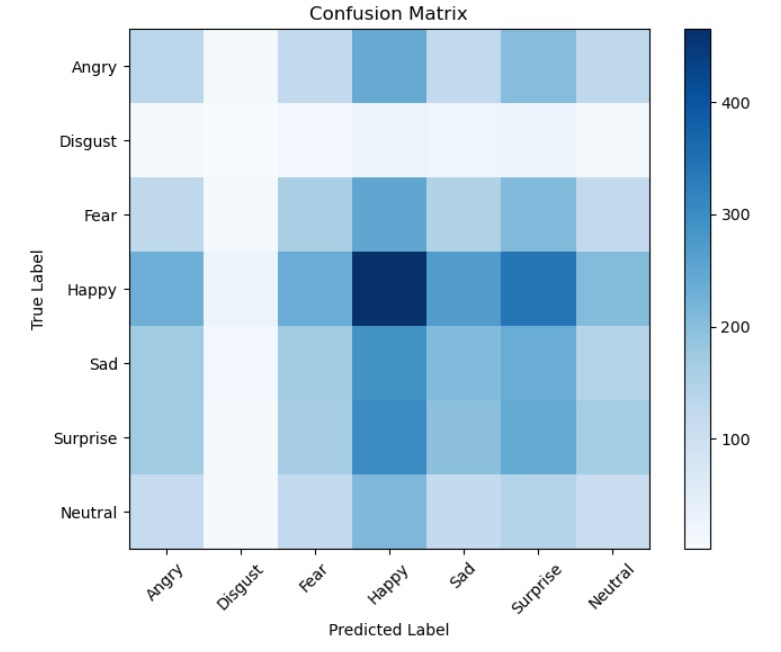 Confusion Matrix
True Label
Angry
Disgust
Fear
Happy
Sad
Surprise
Neutral
400
300
200
100
Angry
Disgust
Fear
Happy
Sad
Surprise
Neutral
Predicted Label